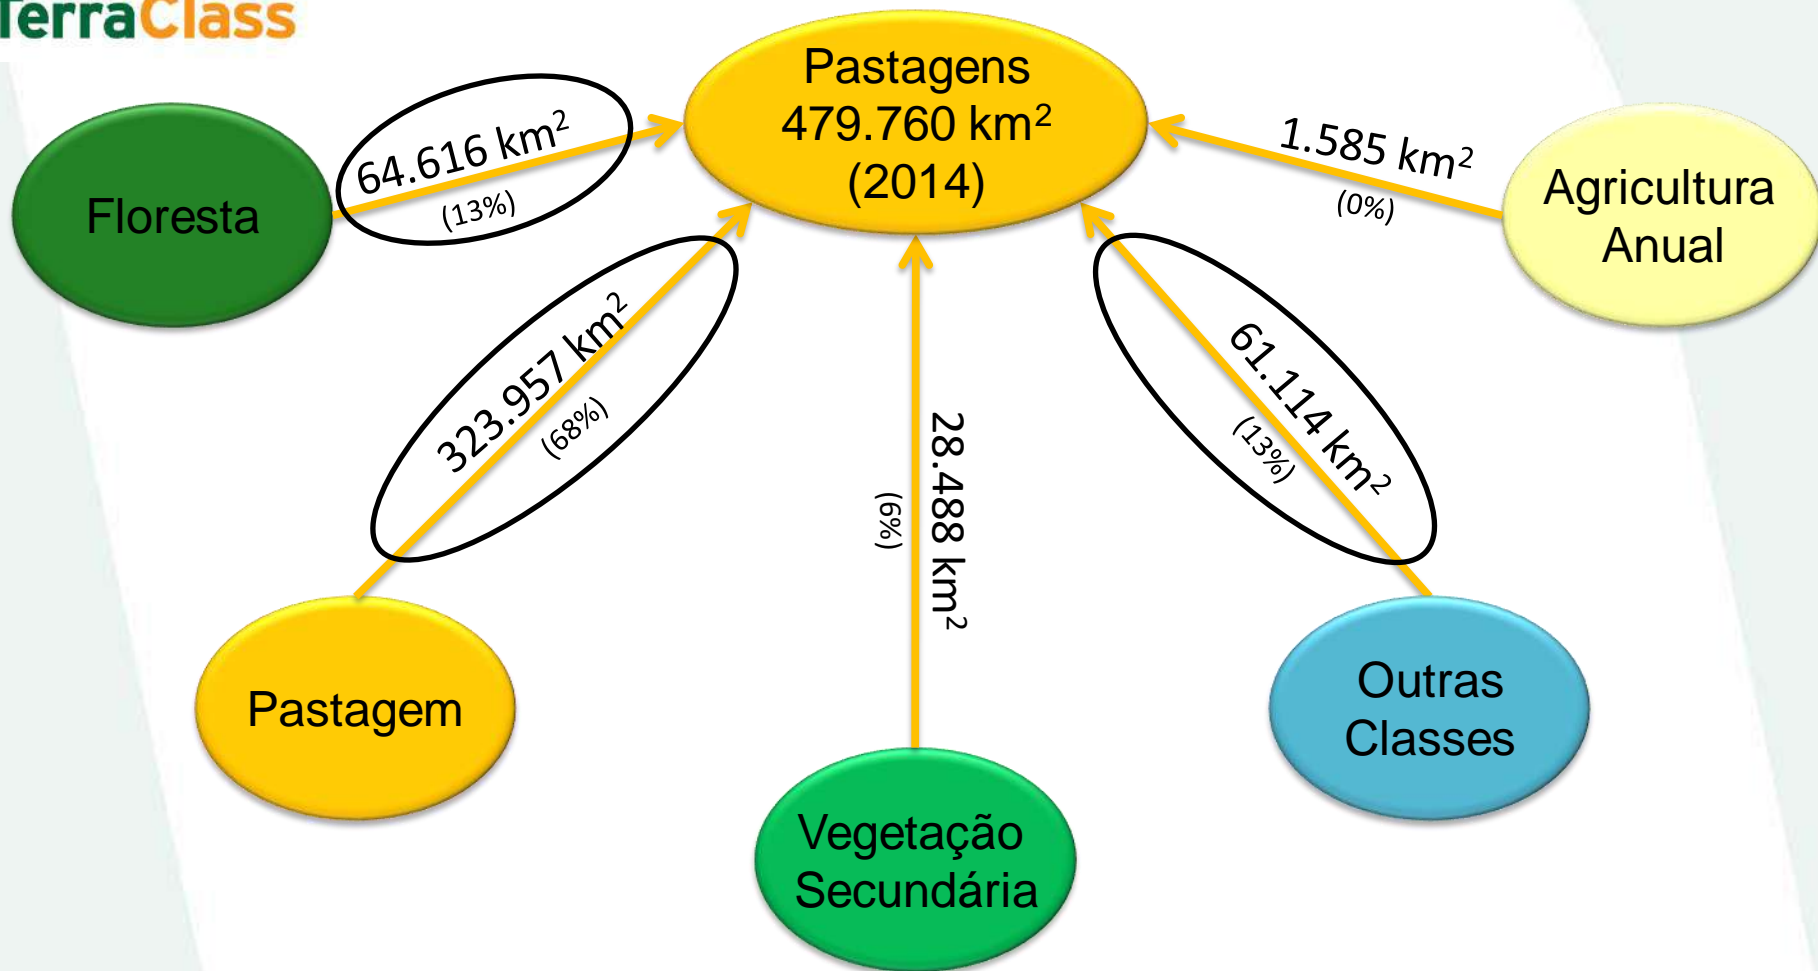 TerraClass
Pastagens
479.760 km²
(2014)
64.616 km²
(13%)
1.585 km²
(0%)
Floresta
Agricultura
Anual
323.957 km²
(68%)
28.488 km²
(6%)
61.114 km²
(13%)
Pastagem
Outras
Classes
Vegetação
Secundária